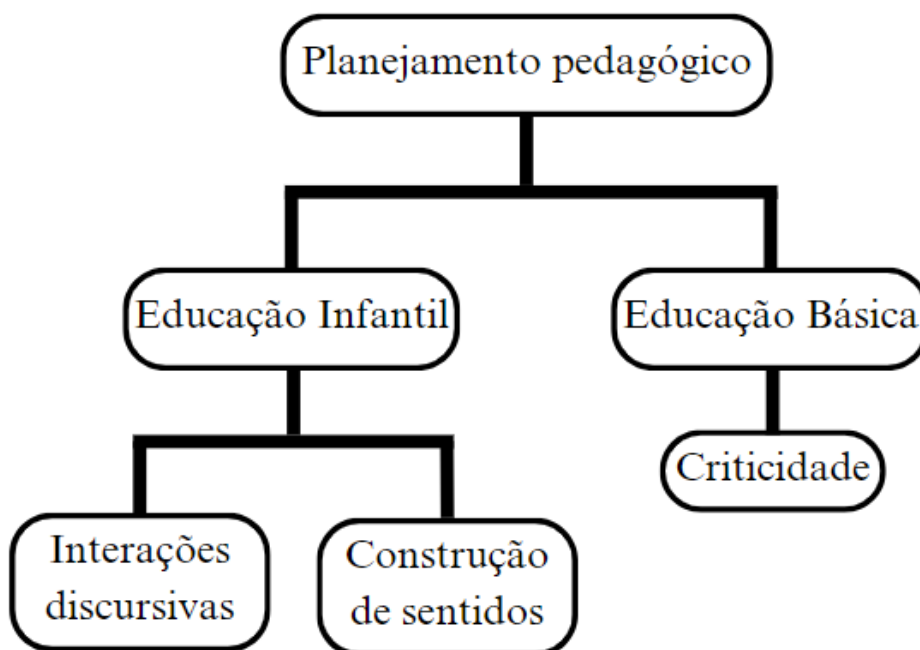 Planejamento pedagógico
Educação Infantil
Educação Básica
Criticidade
Interações
discursivas
Construção
de sentidos